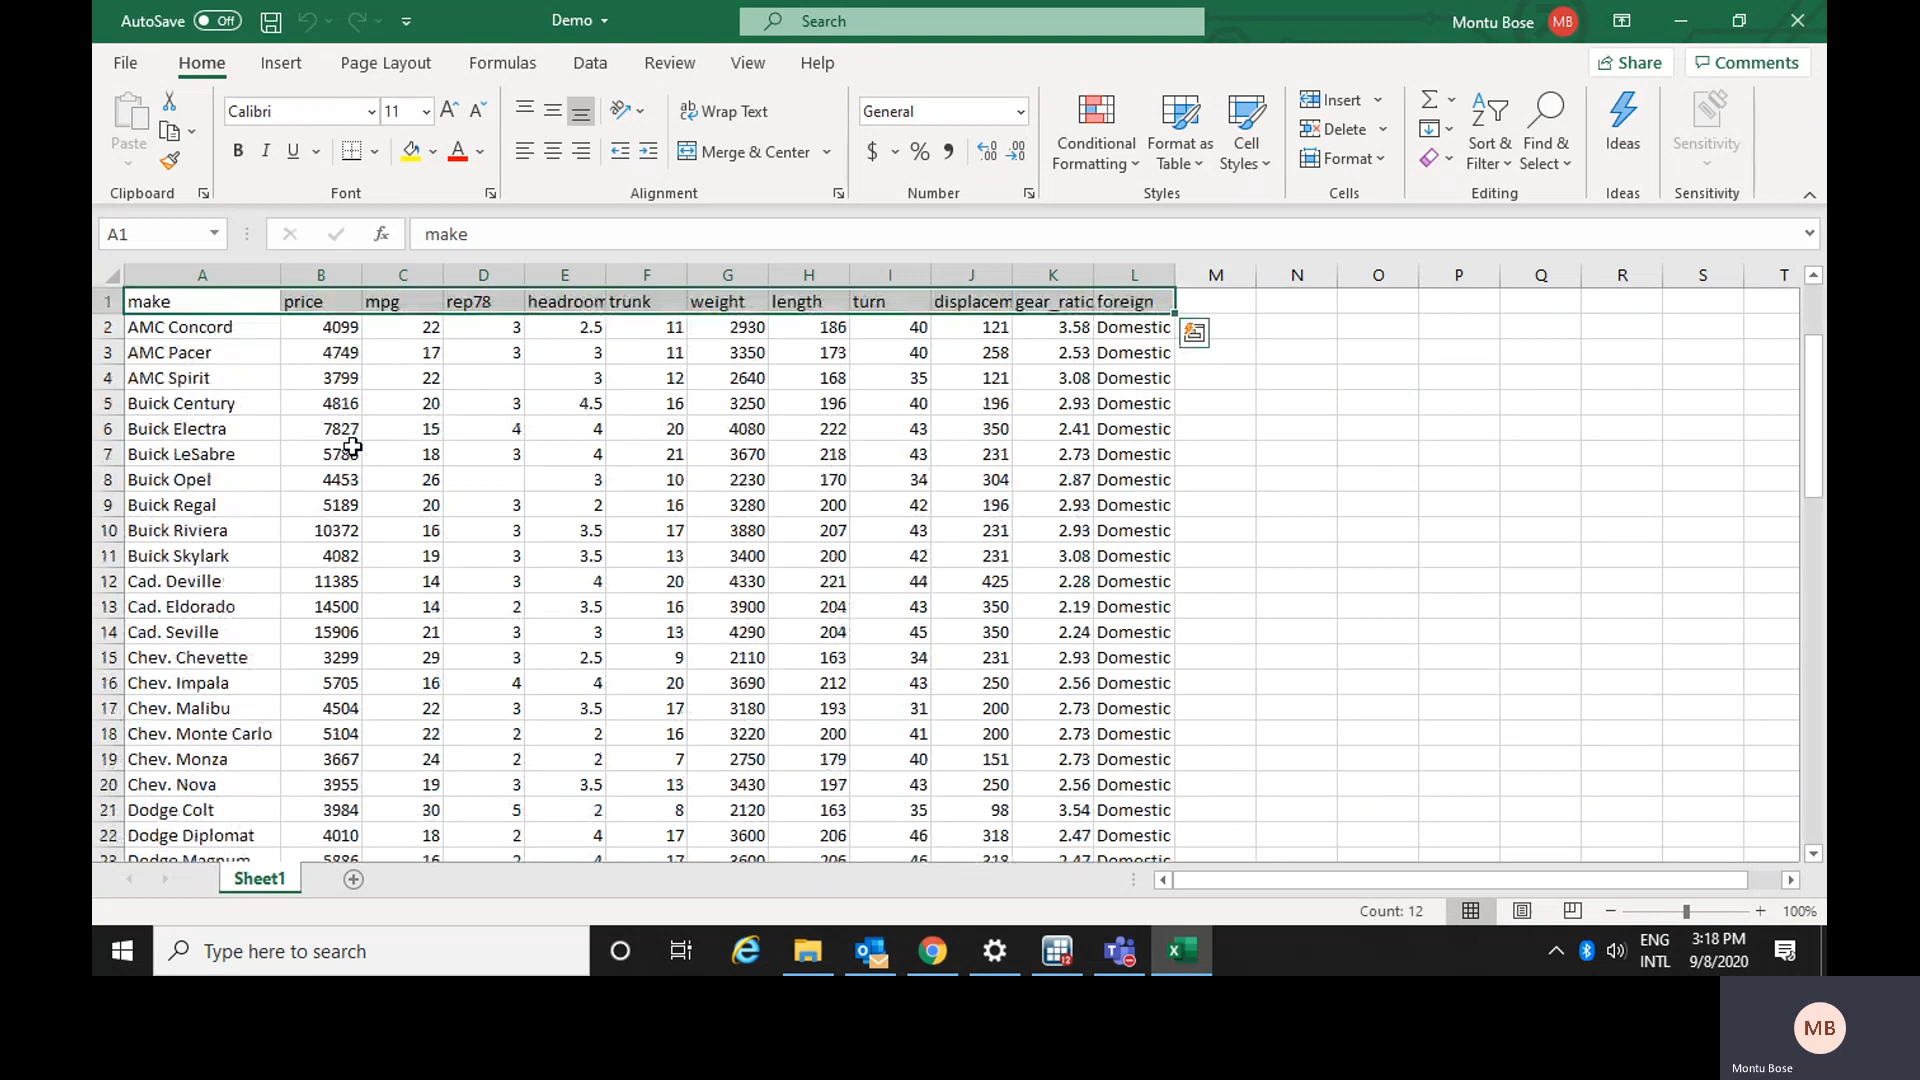 AutoSave Off Demo Search Montu Bose MB
File Home Insert Page Layout Formulas Data Review View Help Share Comments
Paste Calibri 11 Wrap Text General Conditional Formatting Format as Table Cell Styles Insert Sort & Filter Find & Select Ideas Sensitivity
B I U Merge & Center $ % Delete
Format
Clipboard Font Alignment Number Styles Cells Editing Ideas Sensitivity
A1 fx make
A B C D E F G H I J K L M N O P Q R S T
1 make price mpg rep78 headroom trunk weight length turn displacem gear_ratic foreign
2 AMC Concord 4099 22 3 2.5 11 2930 186 40 121 3.58 Domestic
3 AMC Pacer 4749 17 3 3 11 3350 173 40 258 2.53 Domestic
4 AMC Spirit 3799 22 3 12 2640 168 35 121 3.08 Domestic
5 Buick Century 4816 20 3 4.5 16 3250 196 40 196 2.93 Domestic
6 Buick Electra 7827 15 4 4 20 4080 222 43 350 2.41 Domestic
7 Buick LeSabre 18 3 4 21 3670 218 43 231 2.73 Domestic
8 Buick Opel 4453 26 3 10 2230 170 34 304 2.87 Domestic
9 Buick Regal 5189 20 3 2 16 3280 200 42 196 2.93 Domestic
10 Buick Riviera 10372 16 3 3.5 17 3880 207 43 231 2.93 Domestic
11 Buick Skylark 4082 19 3 3.5 13 3400 200 42 231 3.08 Domestic
12 Cad. Deville 11385 14 3 4 20 4330 221 44 425 2.28 Domestic
13 Cad. Eldorado 14500 14 2 3.5 16 3900 204 43 350 2.19 Domestic
14 Cad. Seville 15906 21 3 3 13 4290 204 45 350 2.24 Domestic
15 Chev. Chevette 3299 29 3 2.5 9 2110 163 34 231 2.93 Domestic
16 Chev. Impala 5705 16 4 4 20 3690 212 43 250 2.56 Domestic
17 Chev. Malibu 4504 22 3 3.5 17 3180 193 31 200 2.73 Domestic
18 Chev. Monte Carlo 5104 22 2 2 16 3220 200 41 200 2.73 Domestic
19 Chev. Monza 3667 24 2 2 7 2750 179 40 151 2.73 Domestic
20 Chev. Nova 3955 19 3 3.5 13 3430 197 43 250 2.56 Domestic
21 Dodge Colt 3984 30 5 2 8 2120 163 35 98 3.54 Domestic
22 Dodge Diplomat 4010 18 2 4 17 3600 206 46 318 2.47 Domestic
23 Dodge Magnum 5886 16 2 4 17 3600 206 46 318 2.47 Domestic
Sheet1
Count: 12 100%
Type here to search ENG INTL 3:18 PM 9/8/2020
MB
Montu Bose